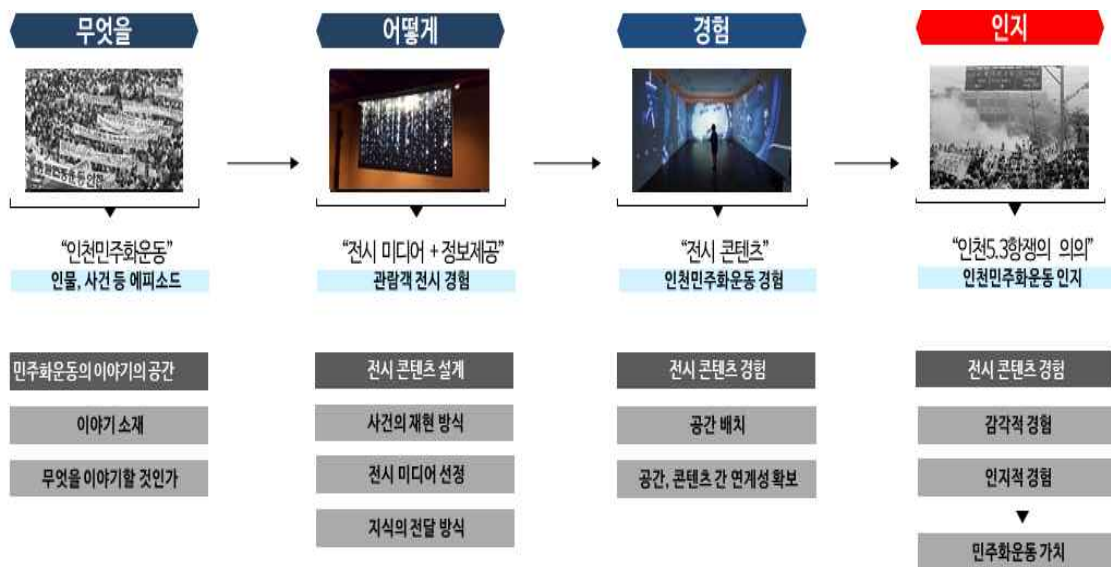 무엇을
어떻게
경험
인지
“인천민주화운동”
인물, 사건 등 에피소드
“전시 미디어 + 정보제공”
관람객 전시 경험
“전시 콘텐츠”
인천민주화운동 경험
“인천5.3항쟁의 의의”
인천민주화운동 인지
민주화운동의 이야기의 공간
이야기 소재
무엇을 이야기할 것인가
전시 콘텐츠 설계
사건의 재현 방식
전시 미디어 선정
지식의 전달 방식
전시 콘텐츠 경험
공간 배치
공간, 콘텐츠 간 연계성 확보
전시 콘텐츠 경험
감각적 경험
인지적 경험
민주화운동 가치